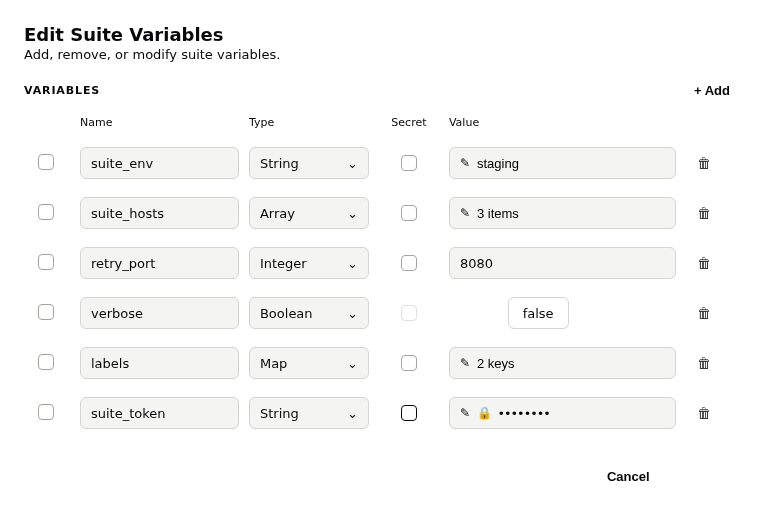 Edit Suite Variables
Add, remove, or modify suite variables.
VARIABLES + Add
Name Type Secret Value
suite_env String staging
suite_hosts Array 3 items
retry_port Integer 8080
verbose Boolean false
labels Map 2 keys
suite_token String ••••••••
Cancel